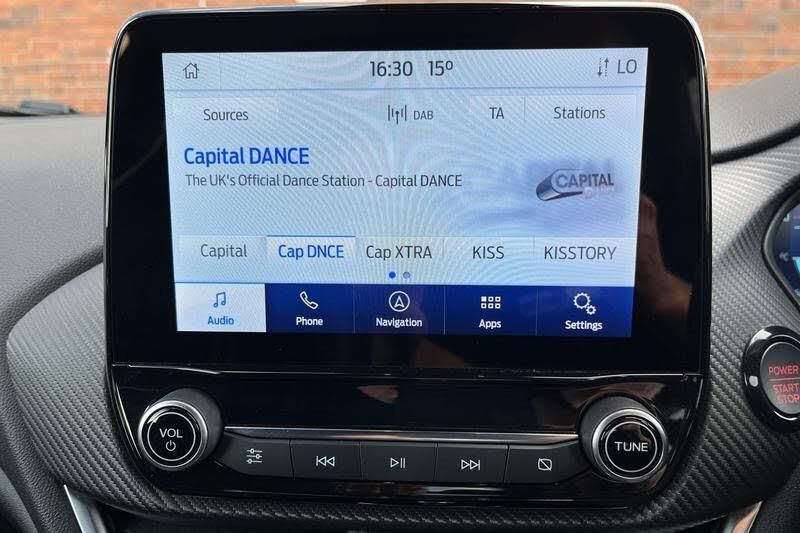 16:30 15º LO
Sources DAB TA Stations
Capital DANCE
The UK's Official Dance Station - Capital DANCE
CAPITAL
Capital Cap DNCE Cap XTRA KISS KISSTORY
Audio Phone Navigation Apps Settings
VOL TUNE
POWER
START
STOP